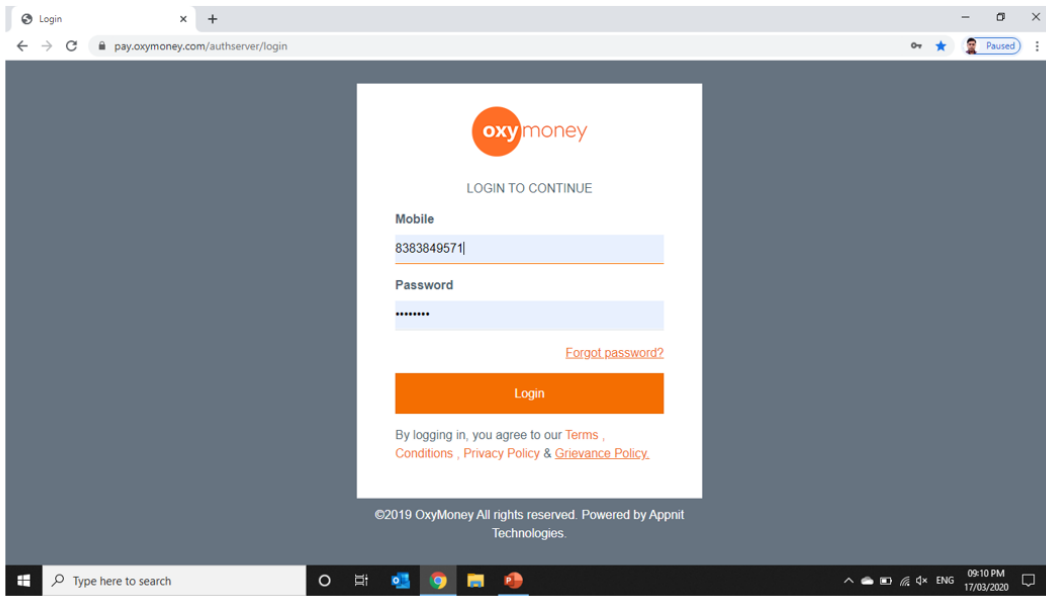 Login
pay.oxymoney.com/authserver/login
Paused
oxymoney
LOGIN TO CONTINUE
Mobile
8383849571
Password
••••••••
Forgot password?
Login
By logging in, you agree to our Terms ,
Conditions , Privacy Policy & Grievance Policy.
©2019 OxyMoney All rights reserved. Powered by Appnit
Technologies.
Type here to search
ENG
09:10 PM
17/03/2020